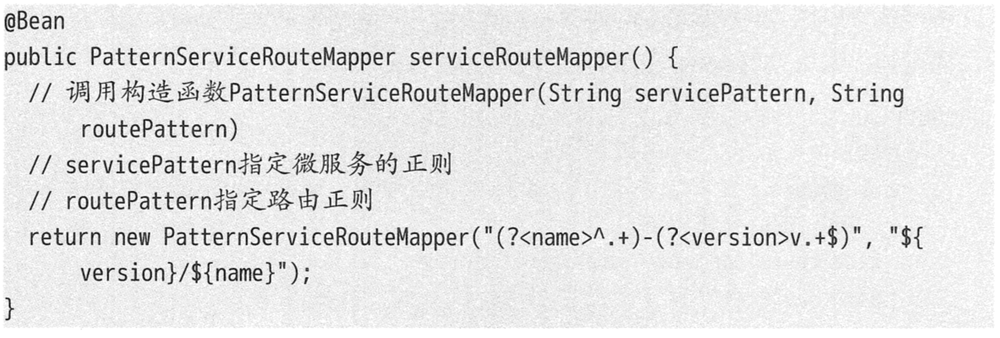 @Bean
public PatternServiceRouteMapper serviceRouteMapper() {
// 调用构造函数PatternServiceRouteMapper(String servicePattern, String
routePattern)
// servicePattern指定微服务的正则
// routePattern指定路由正则
return new PatternServiceRouteMapper("(?<name>^.+)-(?<version>v.+$)", "${
version}/${name}");
}